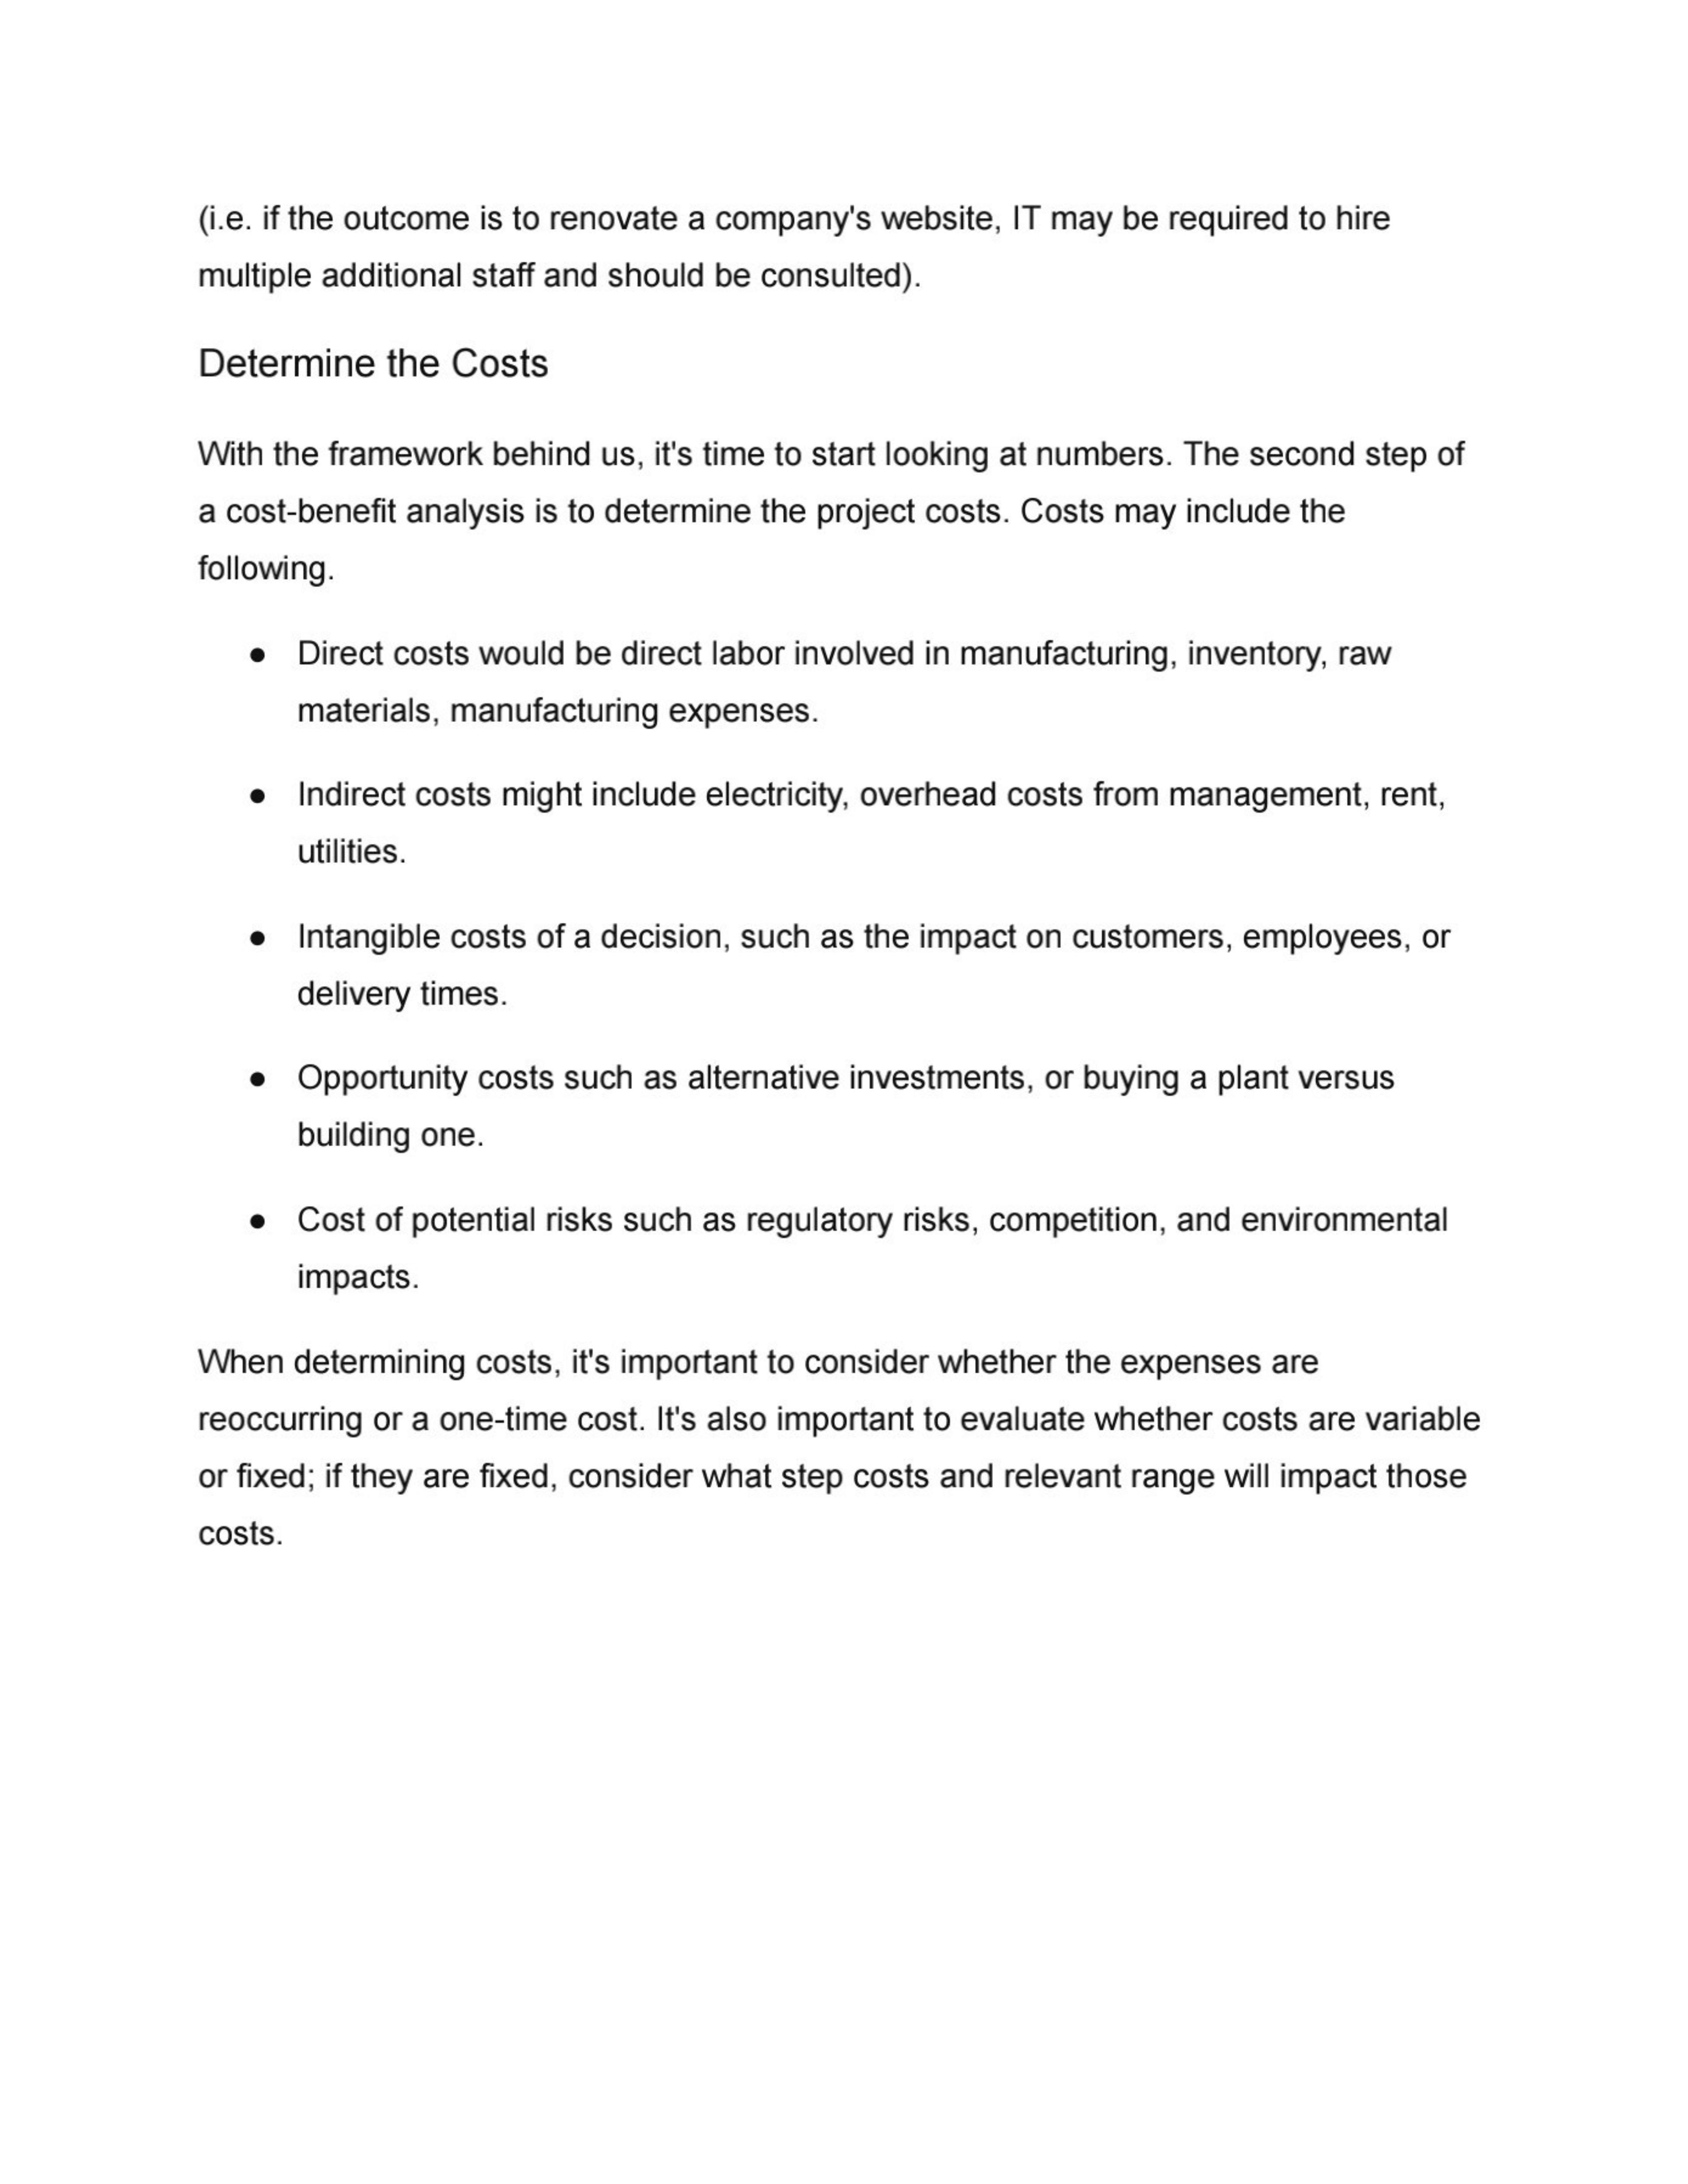 (i.e. if the outcome is to renovate a company's website, IT may be required to hire
multiple additional staff and should be consulted).
Determine the Costs
With the framework behind us, it's time to start looking at numbers. The second step of
a cost-benefit analysis is to determine the project costs. Costs may include the
following.
● Direct costs would be direct labor involved in manufacturing, inventory, raw
materials, manufacturing expenses.
● Indirect costs might include electricity, overhead costs from management, rent,
utilities.
● Intangible costs of a decision, such as the impact on customers, employees, or
delivery times.
● Opportunity costs such as alternative investments, or buying a plant versus
building one.
● Cost of potential risks such as regulatory risks, competition, and environmental
impacts.
When determining costs, it's important to consider whether the expenses are
reoccurring or a one-time cost. It's also important to evaluate whether costs are variable
or fixed; if they are fixed, consider what step costs and relevant range will impact those
costs.